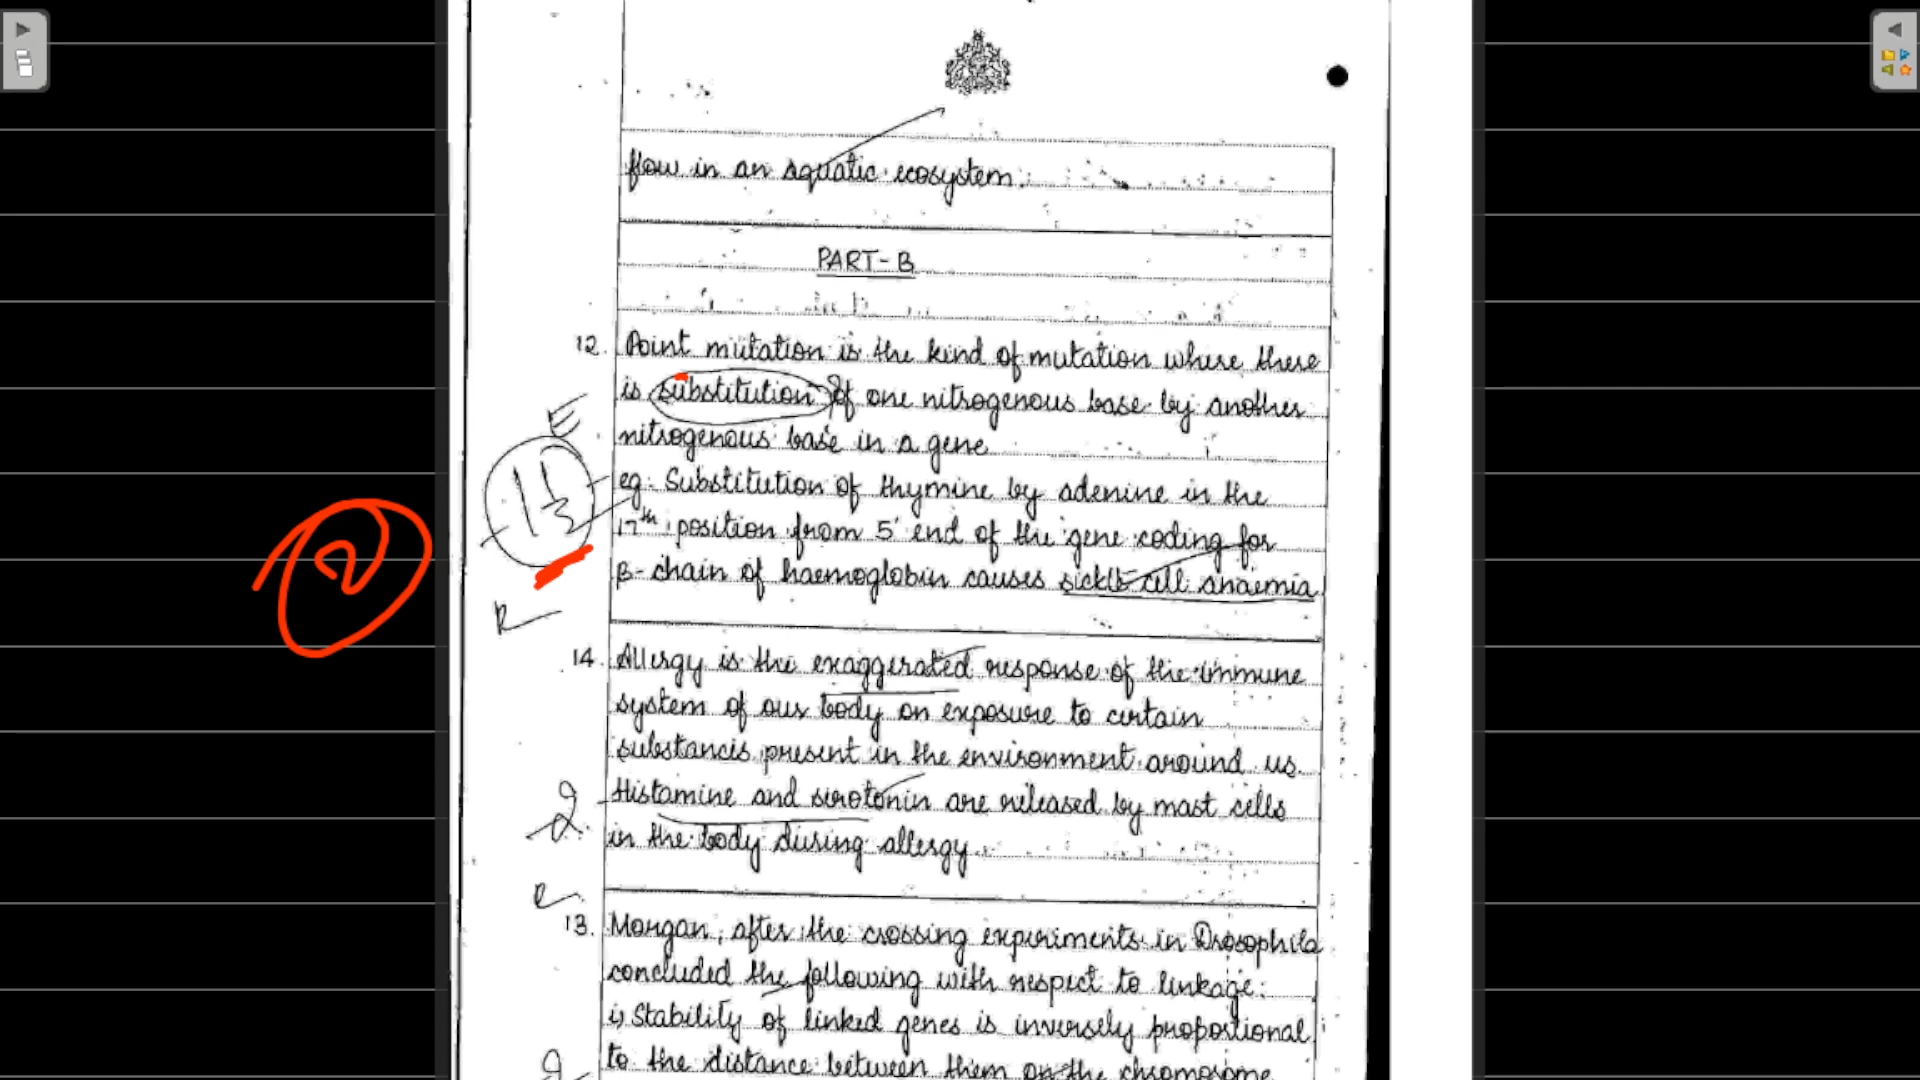 flow in an aquatic ecosystem.
PART-B
12. Point mutation is the kind of mutation where there
is substitution of one nitrogenous base by another
nitrogenous base in a gene
E
1½
eg: Substitution of thymine by adenine in the
17th position from 5' end of the gene coding for
β-chain of haemoglobin causes sickle cell anaemia
2
R
14. Allergy is the exaggerated response of the immune
system of our body on exposure to certain
substances present in the environment around us.
Histamine and serotonin are released by mast cells
in the body during allergy.
2
13. Morgan, after the crossing experiments in Drosophila
concluded the following with respect to linkage:
i, Stability of linked genes is inversely proportional
to the distance between them on the chromosome
2